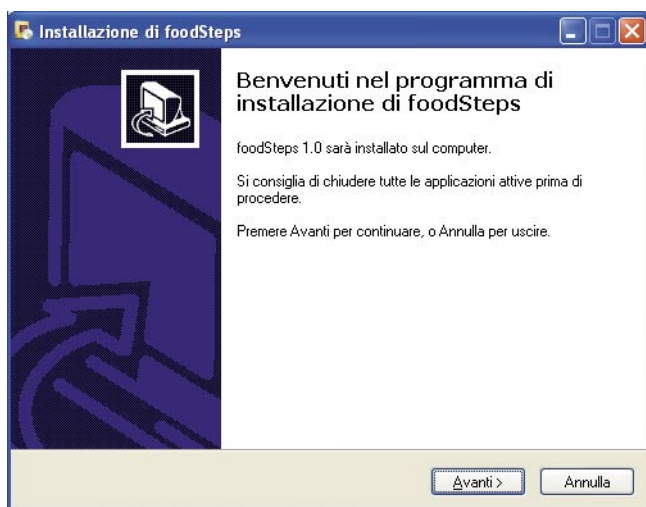 Installazione di foodSteps
Benvenuti nel programma di
installazione di foodSteps
foodSteps 1.0 sarà installato sul computer.
Si consiglia di chiudere tutte le applicazioni attive prima di
procedere.
Premere Avanti per continuare, o Annulla per uscire.
Avanti >
Annulla